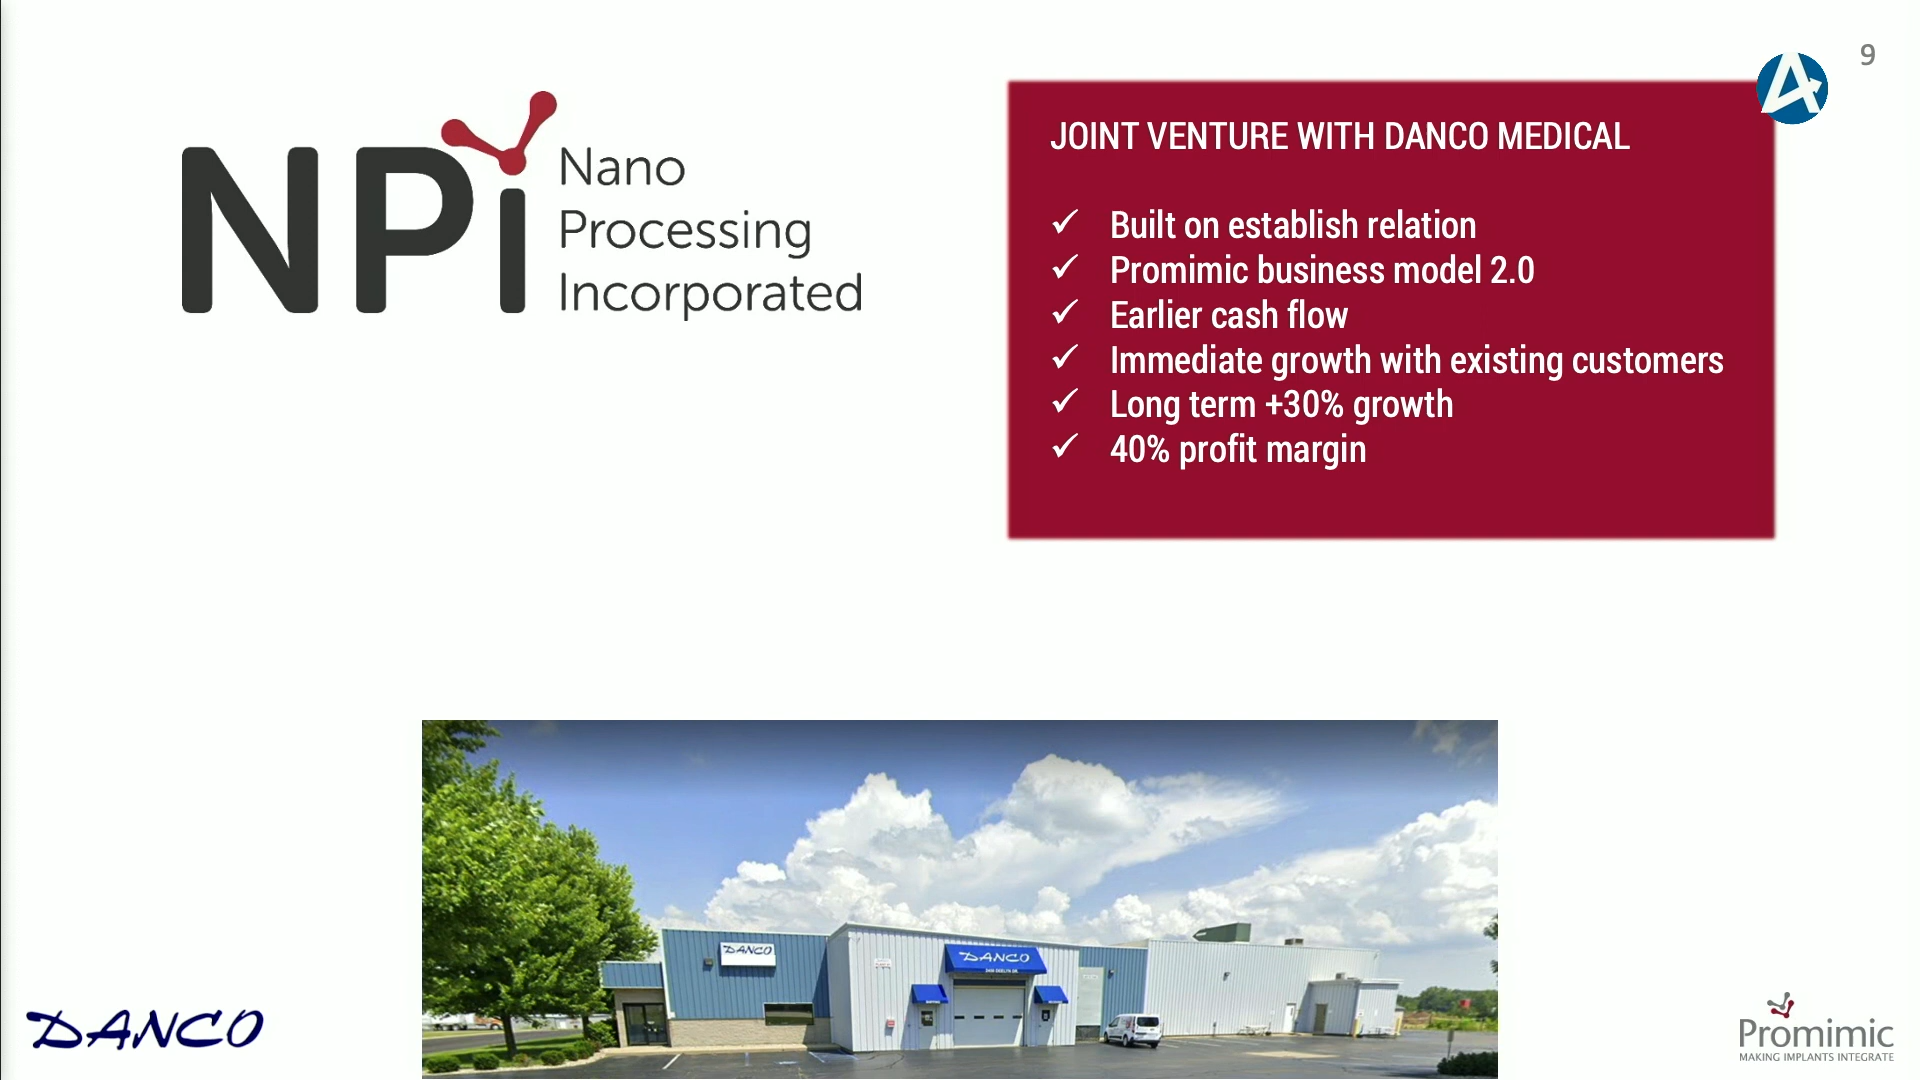 9
NPi
Nano
Processing
Incorporated
JOINT VENTURE WITH DANCO MEDICAL
✓ Built on establish relation
✓ Promimic business model 2.0
✓ Earlier cash flow
✓ Immediate growth with existing customers
✓ Long term +30% growth
✓ 40% profit margin
DANCO
DANCO
DANCO
Promimic
MAKING IMPLANTS INTEGRATE